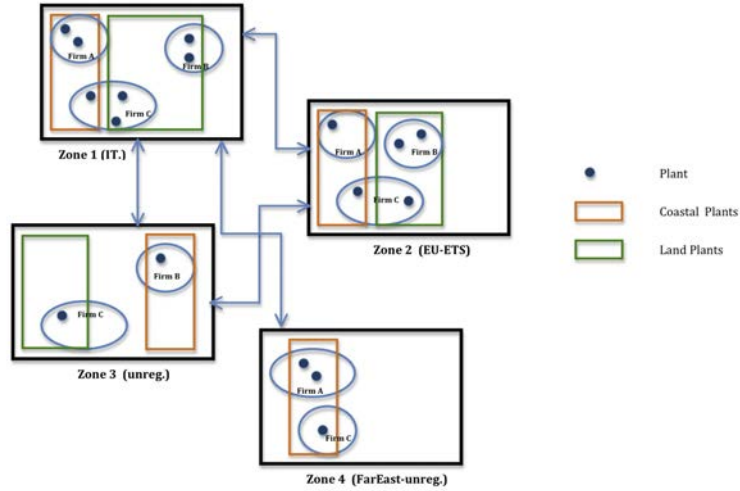 Firm A
Firm B
Firm C
Zone 1 (IT.)
Firm A
Firm B
Firm C
Zone 2 (EU-ETS)
Plant
Coastal Plants
Land Plants
Firm B
Firm C
Zone 3 (unreg.)
Firm A
Firm C
Zone 4 (FarEast-unreg.)